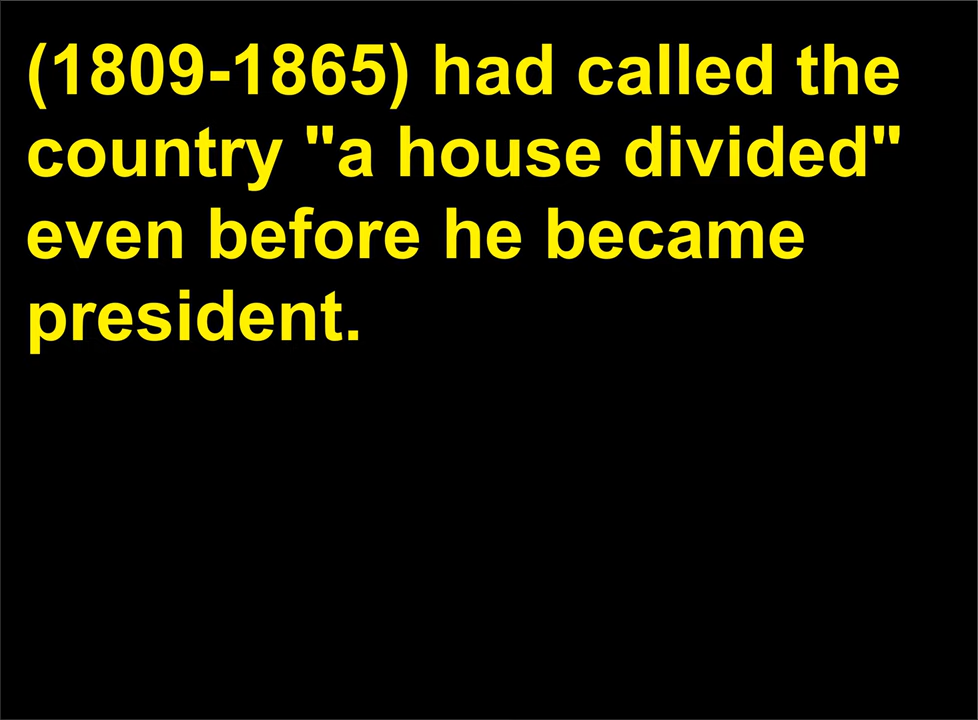 (1809-1865) had called the
country "a house divided"
even before he became
president.